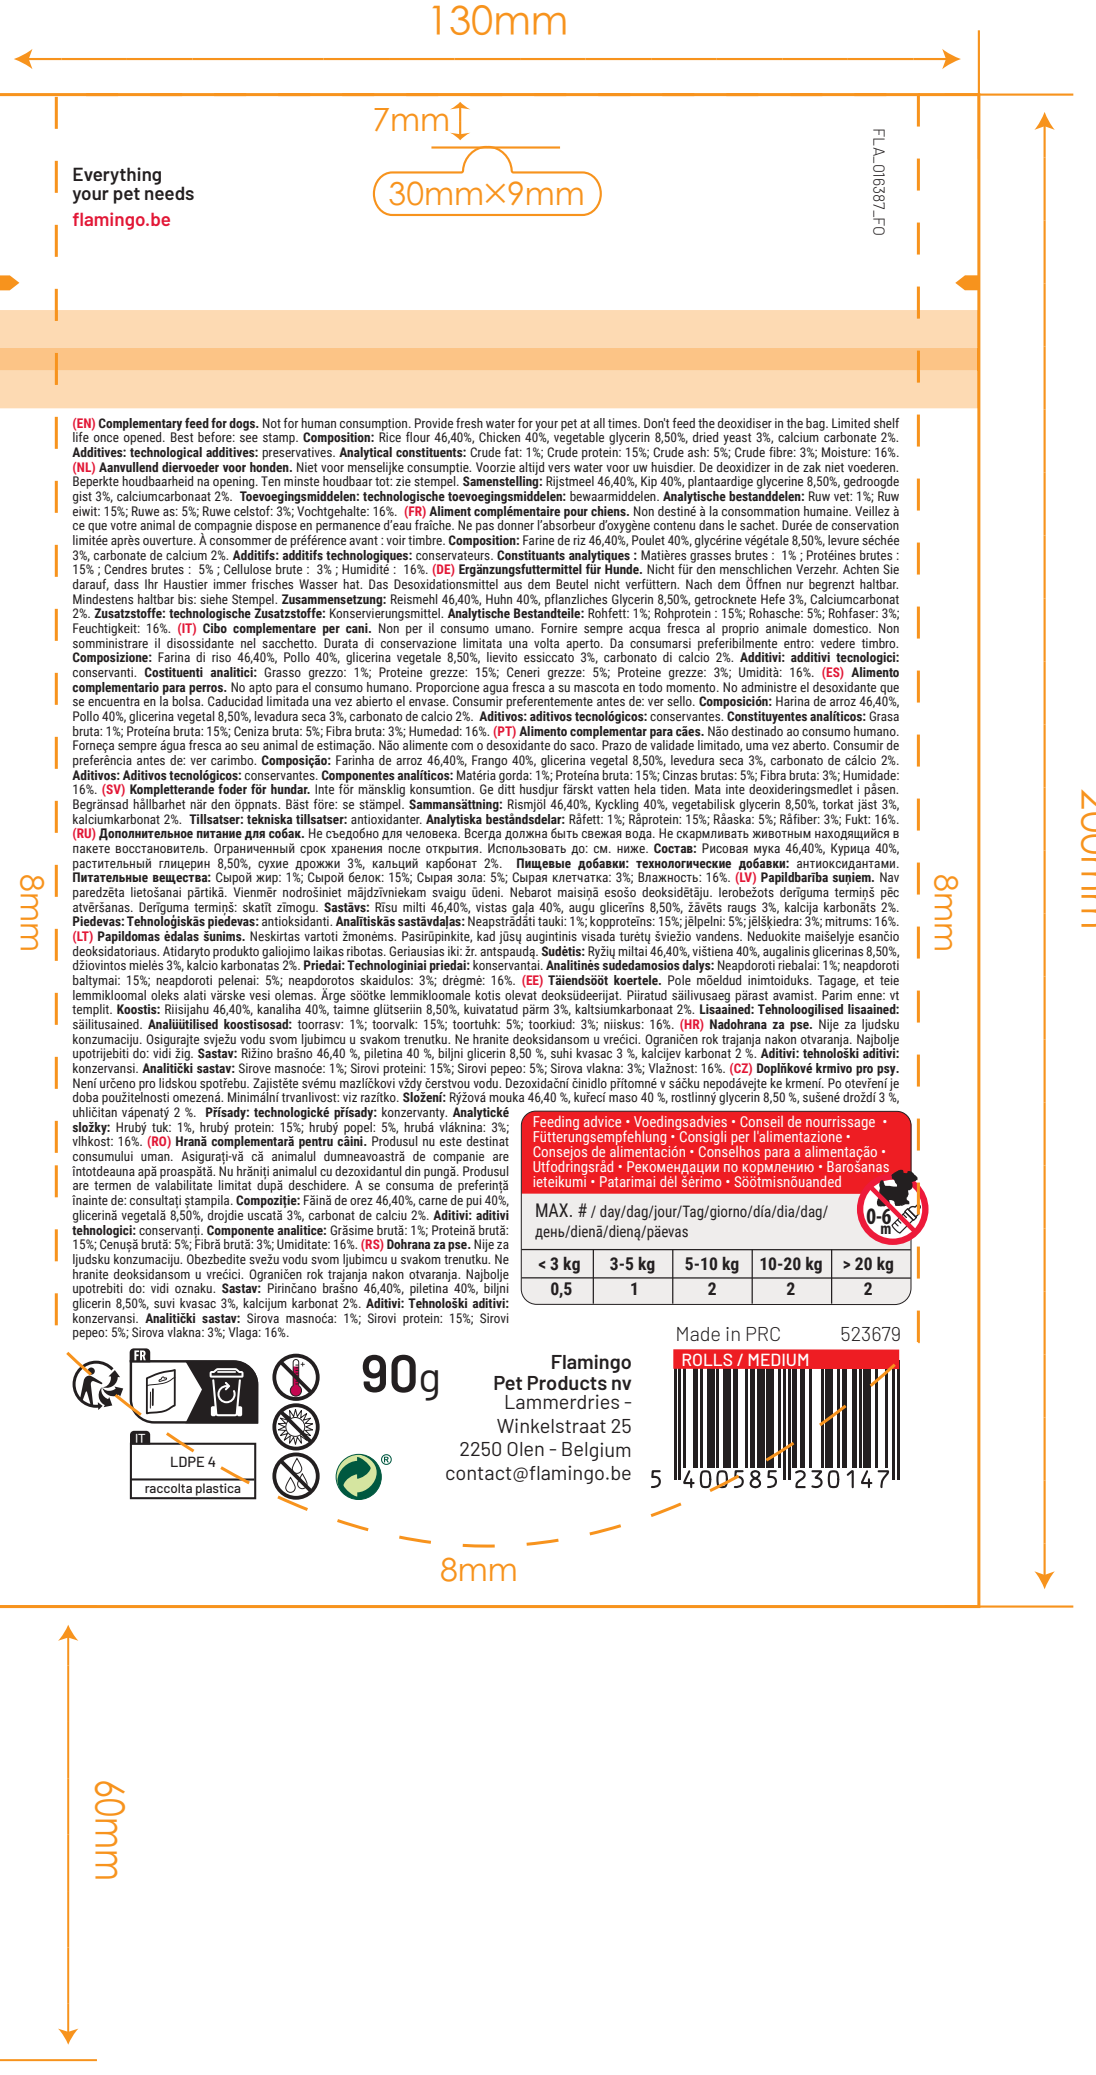 130mm
7mm
30mm×9mm
FLA_016387_FO
Everything
your pet needs
flamingo.be
(EN) Complementary feed for dogs. Not for human consumption. Provide fresh water for your pet at all times. Don't feed the deoxidiser in the bag. Limited shelf
life once opened. Best before: see stamp. Composition: Rice flour 46,40%, Chicken 40%, vegetable glycerin 8,50%, dried yeast 3%, calcium carbonate 2%.
Additives: technological additives: preservatives. Analytical constituents: Crude fat: 1%; Crude protein: 15%; Crude ash: 5%; Crude fibre: 3%; Moisture: 16%.
(NL) Aanvullend diervoeder voor honden. Niet voor menselijke consumptie. Voorzie altijd vers water voor uw huisdier. De deoxidizer in de zak niet voederen.
Beperkte houdbaarheid na opening. Ten minste houdbaar tot: zie stempel. Samenstelling: Rijstmeel 46,40%, Kip 40%, plantaardige glycerine 8,50%, gedroogde
gist 3%, calciumcarbonaat 2%. Toevoegingsmiddelen: technologische toevoegingsmiddelen: bewaarmiddelen. Analytische bestanddelen: Ruw vet: 1%; Ruw
eiwit: 15%; Ruwe as: 5%; Ruwe celstof: 3%; Vochtgehalte: 16%. (FR) Aliment complémentaire pour chiens. Non destiné à la consommation humaine. Veillez à
ce que votre animal de compagnie dispose en permanence d'eau fraîche. Ne pas donner l'absorbeur d'oxygène contenu dans le sachet. Durée de conservation
limitée après ouverture. À consommer de préférence avant : voir timbre. Composition: Farine de riz 46,40%, Poulet 40%, glycérine végétale 8,50%, levure séchée
3%, carbonate de calcium 2%. Additifs: additifs technologiques: conservateurs. Constituants analytiques : Matières grasses brutes : 1% ; Protéines brutes :
15% ; Cendres brutes : 5% ; Cellulose brute : 3% ; Humidité : 16%. (DE) Ergänzungsfuttermittel für Hunde. Nicht für den menschlichen Verzehr. Achten Sie
darauf, dass Ihr Haustier immer frisches Wasser hat. Das Desoxidationsmittel aus dem Beutel nicht verfüttern. Nach dem Öffnen nur begrenzt haltbar.
Mindestens haltbar bis: siehe Stempel. Zusammensetzung: Reismehl 46,40%, Huhn 40%, pflanzliches Glycerin 8,50%, getrocknete Hefe 3%, Calciumcarbonat
2%. Zusatzstoffe: technologische Zusatzstoffe: Konservierungsmittel. Analytische Bestandteile: Rohfett: 1%; Rohprotein : 15%; Rohasche: 5%; Rohfaser: 3%;
Feuchtigkeit: 16%. (IT) Cibo complementare per cani. Non per il consumo umano. Fornire sempre acqua fresca al proprio animale domestico. Non
somministrare il disossidante nel sacchetto. Durata di conservazione limitata una volta aperto. Da consumarsi preferibilmente entro: vedere timbro.
Composizione: Farina di riso 46,40%, Pollo 40%, glicerina vegetale 8,50%, lievito essiccato 3%, carbonato di calcio 2%. Additivi: additivi tecnologici:
conservanti. Costituenti analitici: Grasso grezzo: 1%; Proteine grezze: 15%; Ceneri grezze: 5%; Proteine grezze: 3%; Umidità: 16%. (ES) Alimento
complementario para perros. No apto para el consumo humano. Proporcione agua fresca a su mascota en todo momento. No administre el desoxidante que
se encuentra en la bolsa. Caducidad limitada una vez abierto el envase. Consumir preferentemente antes de: ver sello. Composición: Harina de arroz 46,40%,
Pollo 40%, glicerina vegetal 8,50%, levadura seca 3%, carbonato de calcio 2%. Aditivos: aditivos tecnológicos: conservantes. Constituyentes analíticos: Grasa
bruta: 1%; Proteína bruta: 15%; Ceniza bruta: 5%; Fibra bruta: 3%; Humedad: 16%. (PT) Alimento complementar para cães. Não destinado ao consumo humano.
Forneça sempre água fresca ao seu animal de estimação. Não alimente com o desoxidante do saco. Prazo de validade limitado, uma vez aberto. Consumir de
preferência antes de: ver carimbo. Composição: Farinha de arroz 46,40%, Frango 40%, glicerina vegetal 8,50%, levedura seca 3%, carbonato de cálcio 2%.
Aditivos: Aditivos tecnológicos: conservantes. Componentes analíticos: Matéria gorda: 1%; Proteína bruta: 15%; Cinzas brutas: 5%; Fibra bruta: 3%; Humidade:
16%. (SV) Kompletterande foder för hundar. Inte för mänsklig konsumtion. Ge ditt husdjur färskt vatten hela tiden. Mata inte deoxideringsmedlet i påsen.
Begränsad hållbarhet när den öppnats. Bäst före: se stämpel. Sammansättning: Rismjöl 46,40%, Kyckling 40%, vegetabilisk glycerin 8,50%, torkat jäst 3%,
kalciumkarbonat 2%. Tillsatser: tekniska tillsatser: antioxidanter. Analytiska beståndsdelar: Råfett: 1%; Råprotein: 15%; Råaska: 5%; Råfiber: 3%; Fukt: 16%.
(RU) Дополнительное питание для собак. Не съедобно для человека. Всегда должна быть свежая вода. Не скармливать животным находящийся в
пакете восстановитель. Ограниченный срок хранения после открытия. Использовать до: см. ниже. Состав: Рисовая мука 46,40%, Курица 40%,
растительный глицерин 8,50%, сухие дрожжи 3%, кальций карбонат 2%. Пищевые добавки: технологические добавки: антиоксидантами.
Питательные вещества: Сырой жир: 1%; Сырой белок: 15%; Сырая зола: 5%; Сырая клетчатка: 3%; Влажность: 16%. (LV) Papildbarība suņiem. Nav
paredzēta lietošanai pārtikā. Vienmēr nodrošiniet mājdzīvniekam svaigu ūdeni. Nebarot maisiņā esošo deoksidētāju. Ierobežots derīguma termiņš pēc
atvēršanas. Derīguma termiņš: skatīt zīmogu. Sastāvs: Rīsu milti 46,40%, vistas gaļa 40%, augu glicerīns 8,50%, žāvēts raugs 3%, kalcija karbonāts 2%.
Piedevas: Tehnoloģiskās piedevas: antioksidanti. Analītiskās sastāvdaļas: Neapstrādāti tauki: 1%; kopproteīns: 15%; jēlpelni: 5%; jēlšķiedra: 3%; mitrums: 16%.
(LT) Papildomas ėdalas šunims. Neskirtas vartoti žmonėms. Pasirūpinkite, kad jūsų augintinis visada turėtų šviežio vandens. Neduokite maišelyje esančio
deoksidatoriaus. Atidaryto produkto galiojimo laikas ribotas. Geriausias iki: žr. antspaudą. Sudėtis: Ryžių miltai 46,40%, vištiena 40%, augalinis glicerinas 8,50%,
džiovintos mielės 3%, kalcio karbonatas 2%. Priedai: Technologiniai priedai: konservantai. Analitinės sudedamosios dalys: Neapdoroti riebalai: 1%; neapdoroti
baltymai: 15%; neapdoroti pelenai: 5%; neapdorotos skaidulos: 3%; drėgmė: 16%. (EE) Täiendsööt koertele. Pole mõeldud inimtoiduks. Tagage, et teie
lemmikloomal oleks alati värske vesi olemas. Ärge söötke lemmikloomale kotis olevat deoksüdeerijat. Piiratud säilivusaeg pärast avamist. Parim enne: vt
templit. Koostis: Riisijahu 46,40%, kanaliha 40%, taimne glütseriin 8,50%, kuivatatud pärm 3%, kaltsiumkarbonaat 2%. Lisaained: Tehnoloogilised lisaained:
säilitusained. Analüütilised koostisosad: toorrasv: 1%; toorvalk: 15%; toortuhk: 5%; toorkiud: 3%; niiskus: 16%. (HR) Nadohrana za pse. Nije za ljudsku
konzumaciju. Osigurajte svježu vodu svom ljubimcu u svakom trenutku. Ne hranite deoksidansom u vrećici. Ograničen rok trajanja nakon otvaranja. Najbolje
upotrijebiti do: vidi žig. Sastav: Rižino brašno 46,40 %, piletina 40 %, biljni glicerin 8,50 %, suhi kvasac 3 %, kalcijev karbonat 2 %. Aditivi: tehnološki aditivi:
konzervansi. Analitički sastav: Sirove masnoće: 1%; Sirovi proteini: 15%; Sirovi pepeo: 5%; Sirova vlakna: 3%; Vlažnost: 16%. (CZ) Doplňkové krmivo pro psy.
Není určeno pro lidskou spotřebu. Zajistěte svému mazlíčkovi vždy čerstvou vodu. Dezoxidační činidlo přítomné v sáčku nepodávejte ke krmení. Po otevření je
doba použitelnosti omezená. Minimální trvanlivost: viz razítko. Složení: Rýžová mouka 46,40 %, kuřecí maso 40 %, rostlinný glycerin 8,50 %, sušené droždí 3 %,
uhličitan vápenatý 2 %. Přísady: technologické přísady: konzervanty. Analytické
složky: Hrubý tuk: 1%, hrubý protein: 15%; hrubý popel: 5%, hrubá vláknina: 3%;
vlhkost: 16%. (RO) Hrană complementară pentru câini. Produsul nu este destinat
consumului uman. Asigurați-vă că animalul dumneavoastră de companie are
întotdeauna apă proaspătă. Nu hrăniți animalul cu dezoxidantul din pungă. Produsul
are termen de valabilitate limitat după deschidere. A se consuma de preferință
înainte de: consultați ștampila. Compoziție: Făină de orez 46,40%, carne de pui 40%,
glicerină vegetală 8,50%, drojdie uscată 3%, carbonat de calciu 2%. Aditivi: aditivi
tehnologici: conservanți. Componente analitice: Grăsime brută: 1%; Proteină brută:
15%; Cenușă brută: 5%; Fibră brută: 3%; Umiditate: 16%. (RS) Dohrana za pse. Nije za
ljudsku konzumaciju. Obezbedite svežu vodu svom ljubimcu u svakom trenutku. Ne
hranite deoksidansom u vrećici. Ograničen rok trajanja nakon otvaranja. Najbolje
upotrebiti do: vidi oznaku. Sastav: Pirinčano brašno 46,40%, piletina 40%, biljni
glicerin 8,50%, suvi kvasac 3%, kalcijum karbonat 2%. Aditivi: Tehnološki aditivi:
konzervansi. Analitički sastav: Sirova masnoća: 1%; Sirovi protein: 15%; Sirovi
pepeo: 5%; Sirova vlakna: 3%; Vlaga: 16%.
Feeding advice • Voedingsadvies • Conseil de nourrissage •
Fütterungsempfehlung • Consigli per l'alimentazione •
Consejos de alimentación • Conselhos para a alimentação •
Utfodringsråd • Рекомендации по кормлению • Barošanas
ieteikumi • Patarimai dėl šėrimo • Söötmisnõuanded
MAX. # / day/dag/jour/Tag/giorno/día/dia/dag/
день/dienā/dieną/päevas
0-6
m
< 3 kg 3-5 kg 5-10 kg 10-20 kg > 20 kg
0,5 1 2 2 2
8mm
8mm
200mm
Made in PRC 523679
FR
IT
LDPE 4
raccolta plastica
90g
®
Flamingo
Pet Products nv
Lammerdries -
Winkelstraat 25
2250 Olen - Belgium
contact@flamingo.be
ROLLS / MEDIUM
5 400585 230147
8mm
60mm